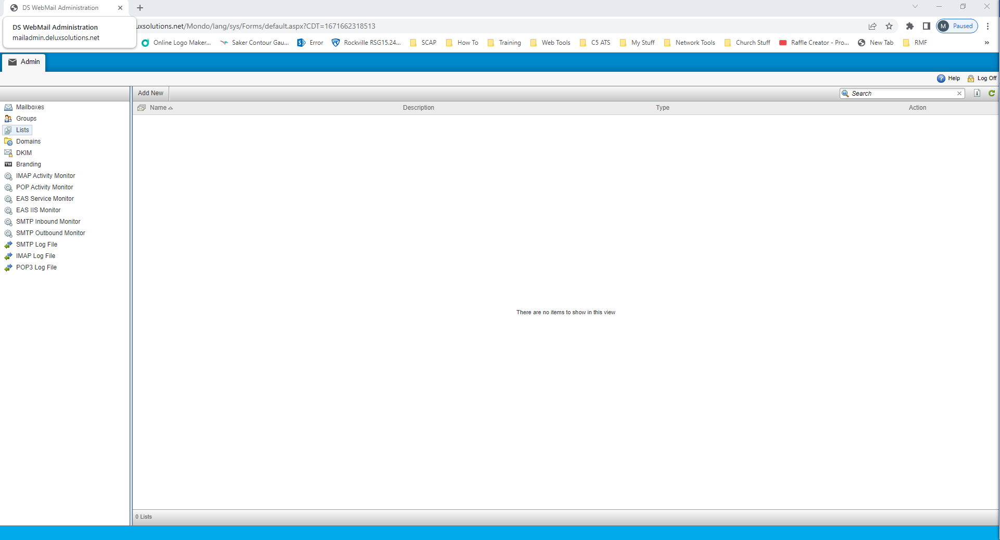 DS WebMail Administration
DS WebMail Administration
mailadmin.deluxsolutions.net
uxsolutions.net/Mondo/lang/sys/Forms/default.aspx?CDT=1671662318513
M Paused
Online Logo Maker...
Saker Contour Gau...
Error
Rockville RSG15.24...
SCAP
How To
Training
Web Tools
C5 ATS
My Stuff
Network Tools
Church Stuff
Raffle Creator - Pro...
New Tab
RMF
»
Admin
Help
Log Off
Add New
Search
Name
Description
Type
Action
Mailboxes
Groups
Lists
Domains
DKIM
TM Branding
IMAP Activity Monitor
POP Activity Monitor
EAS Service Monitor
EAS IIS Monitor
SMTP Inbound Monitor
SMTP Outbound Monitor
SMTP Log File
IMAP Log File
POP3 Log File
There are no items to show in this view
0 Lists